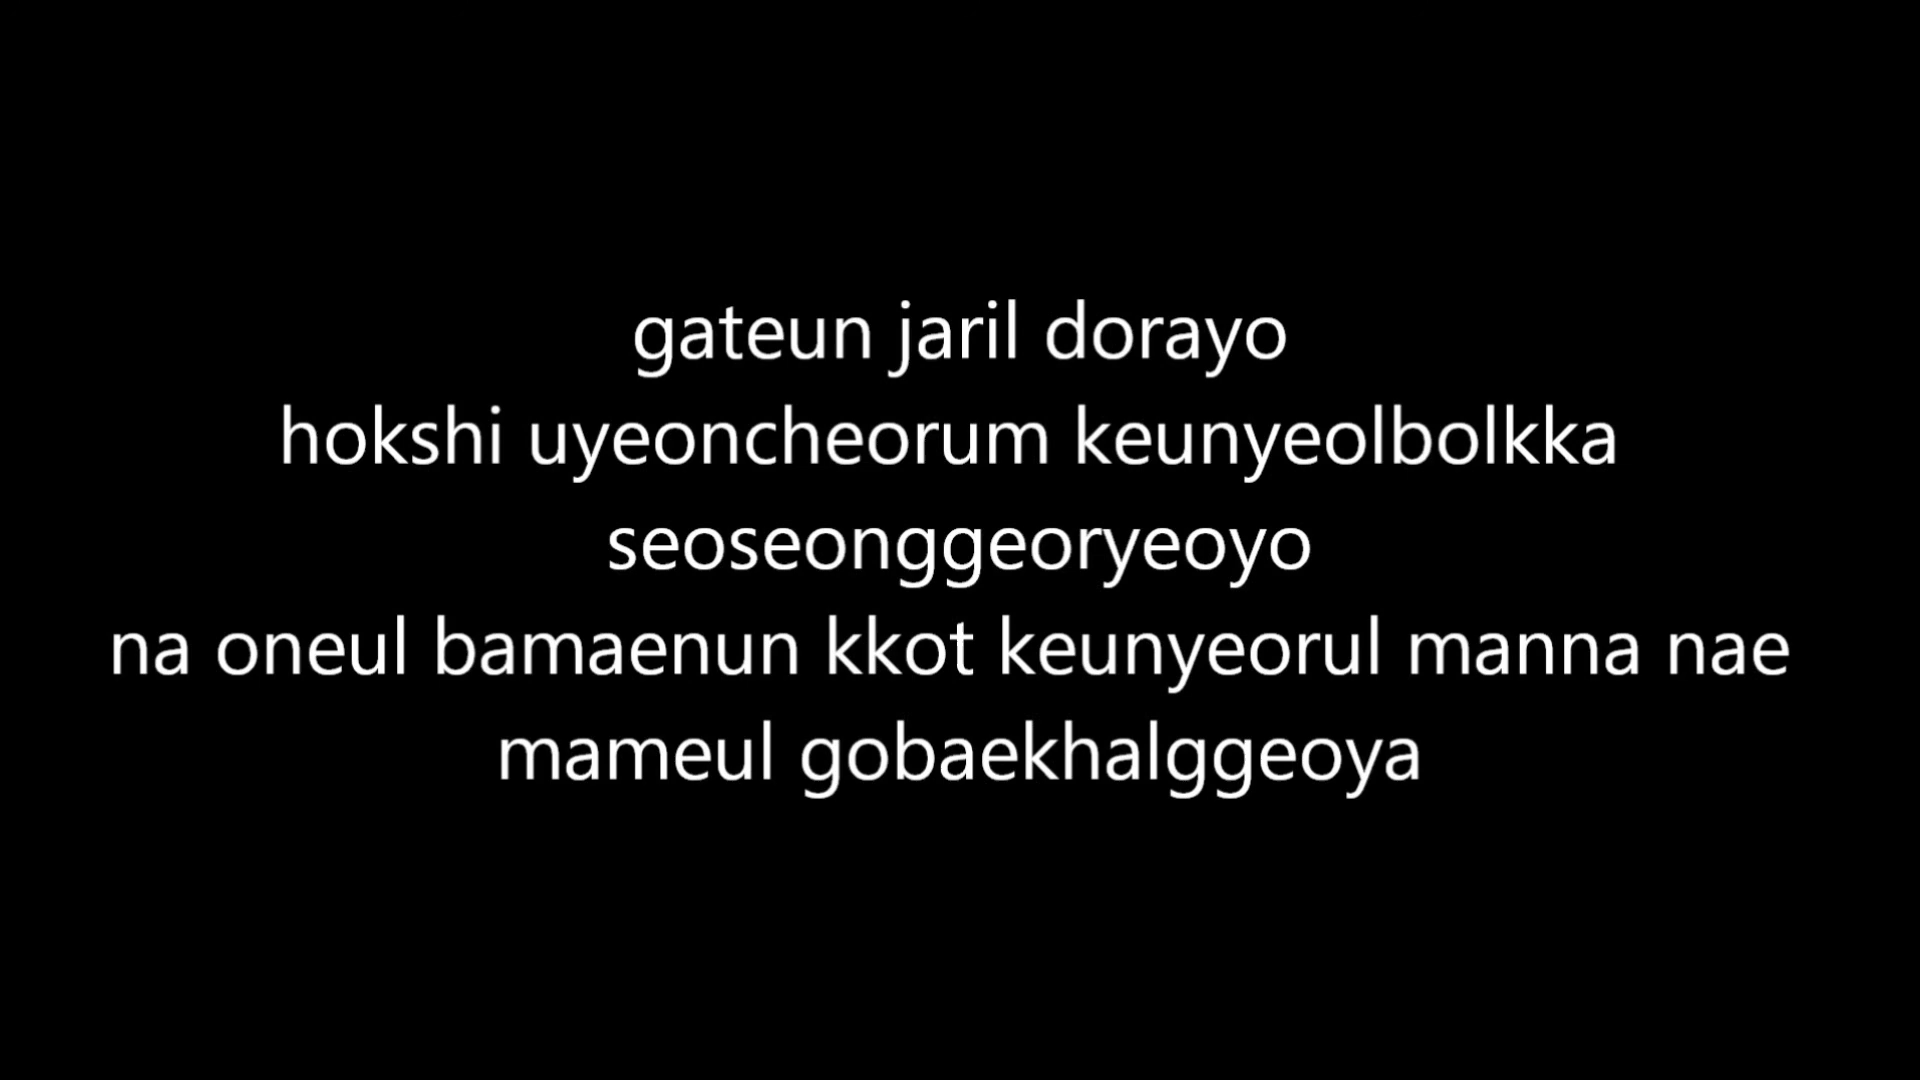 gateun jaril dorayo
hokshi uyeoncheorum keunyeolbolkka
seoseonggeoryeoyo
na oneul bamaenun kkot keunyeorul manna nae
mameul gobaekhalggeoya